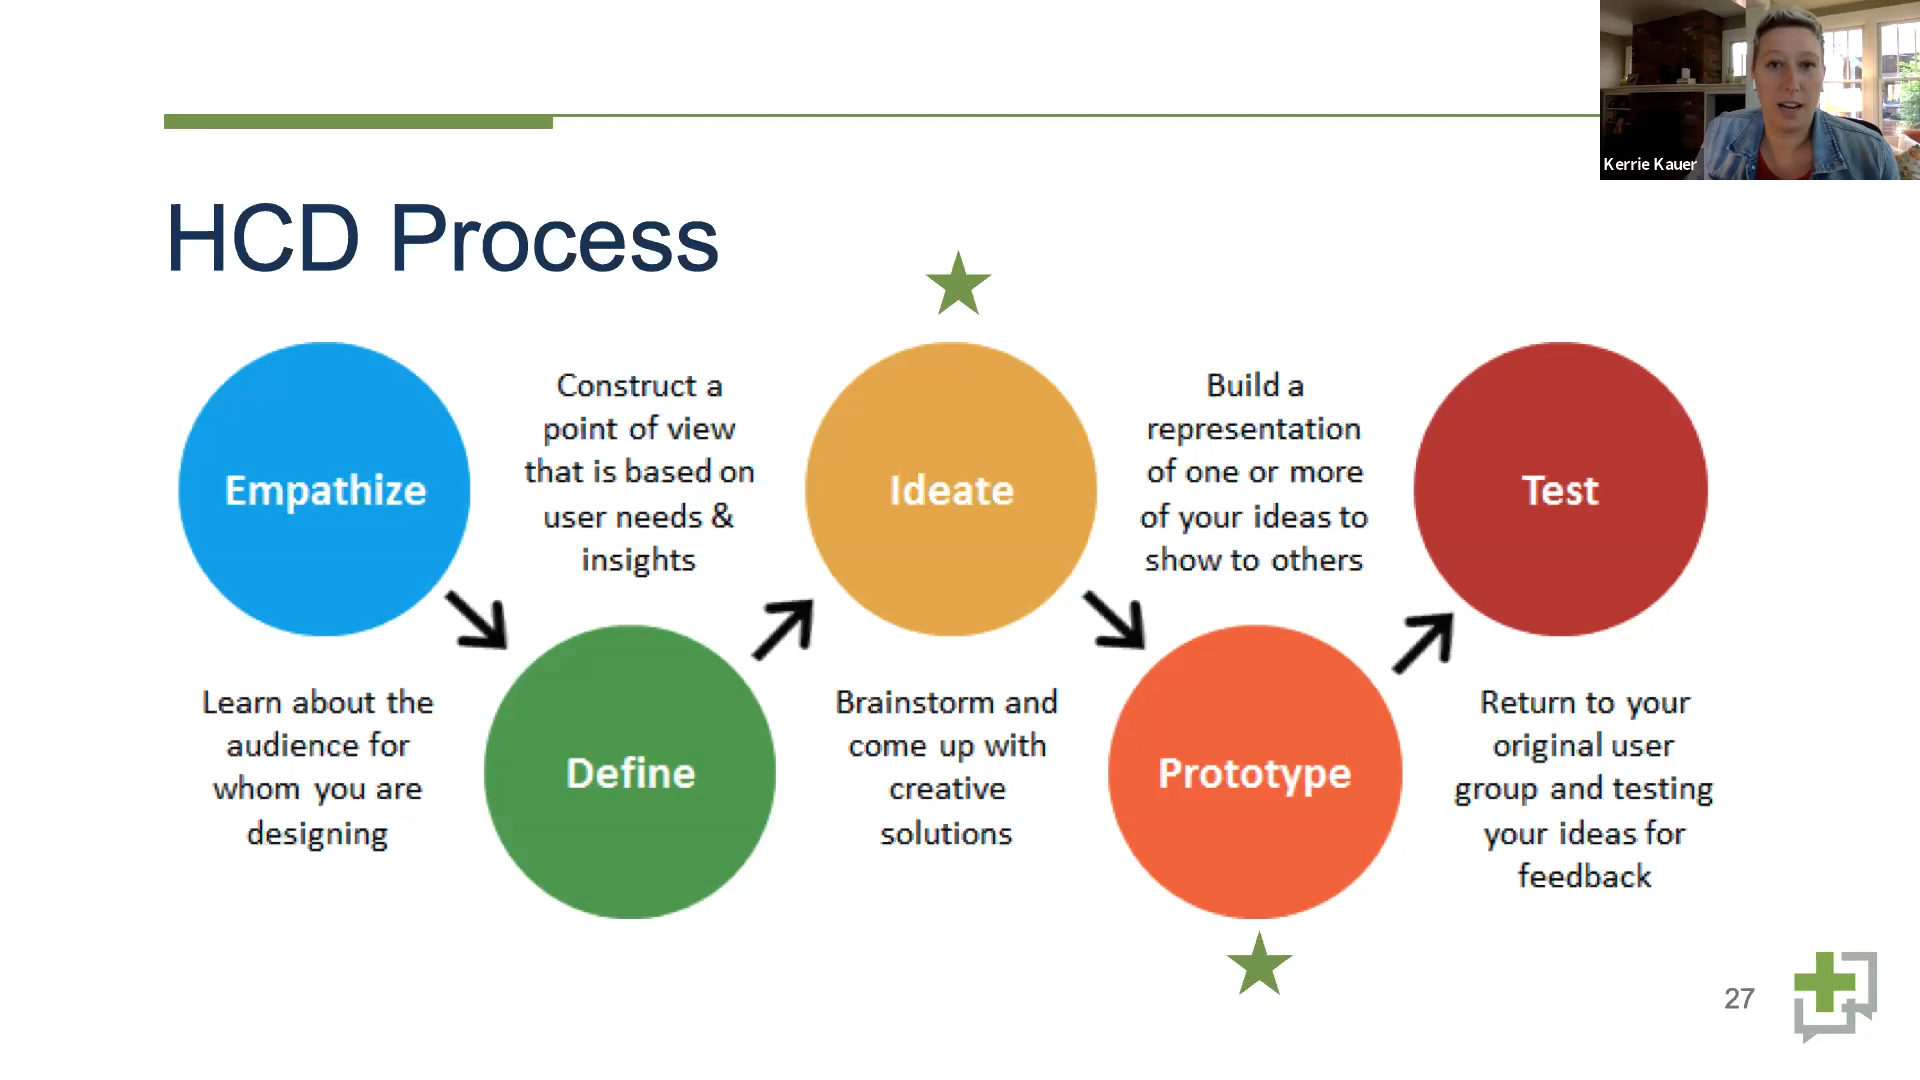 Kerrie Kauer
HCD Process
Empathize
Learn about the
audience for
whom you are
designing
Construct a
point of view
that is based on
user needs &
insights
Define
Ideate
Brainstorm and
come up with
creative
solutions
Build a
representation
of one or more
of your ideas to
show to others
Prototype
Test
Return to your
original user
group and testing
your ideas for
feedback
27